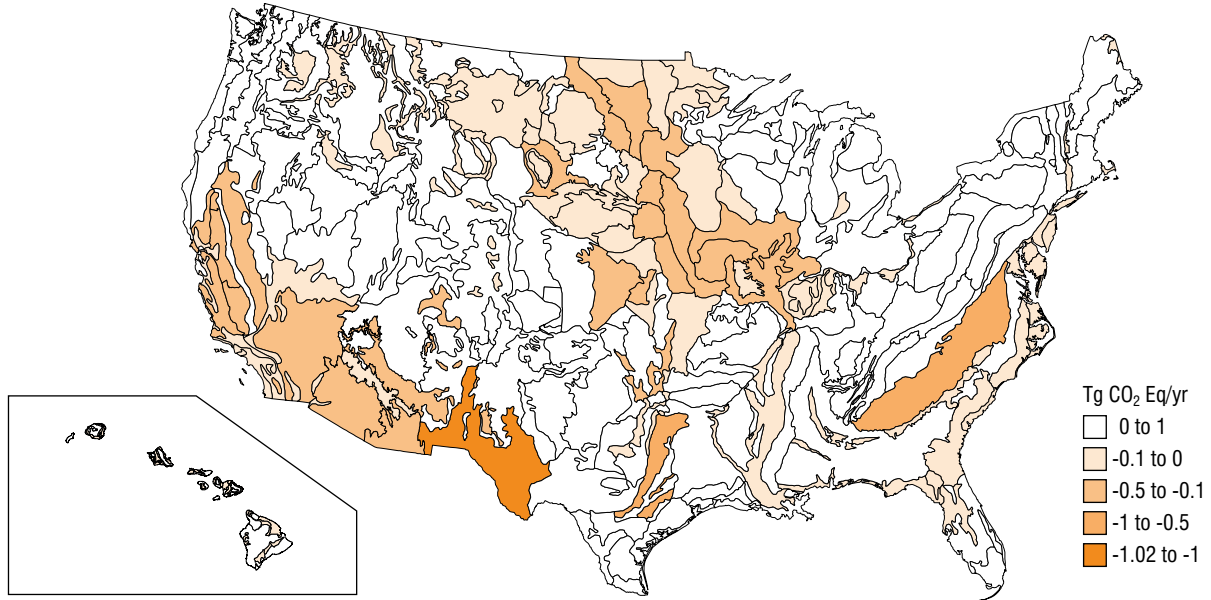 Tg CO₂ Eq/yr
0 to 1
-0.1 to 0
-0.5 to -0.1
-1 to -0.5
-1.02 to -1